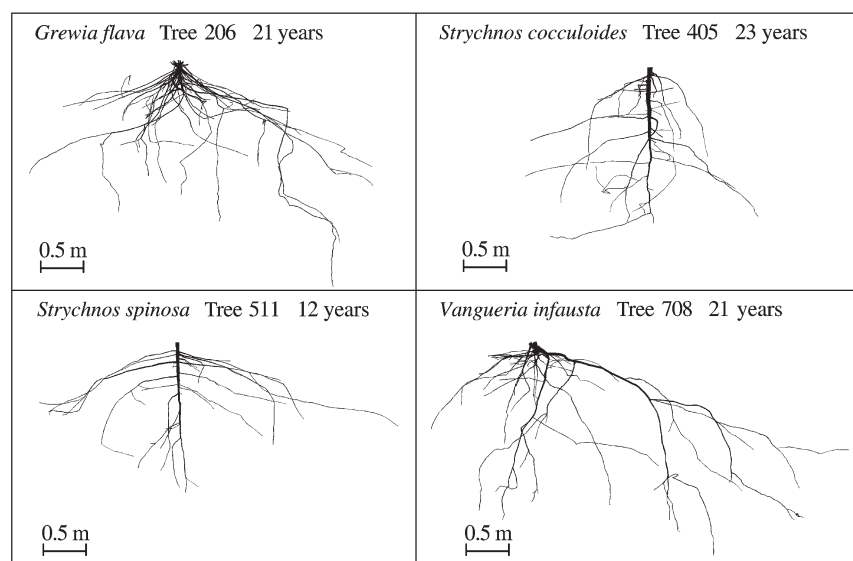 Grewia flava Tree 206 21 years
0.5 m
Strychnos cocculoides Tree 405 23 years
0.5 m
Strychnos spinosa Tree 511 12 years
0.5 m
Vangueria infausta Tree 708 21 years
0.5 m